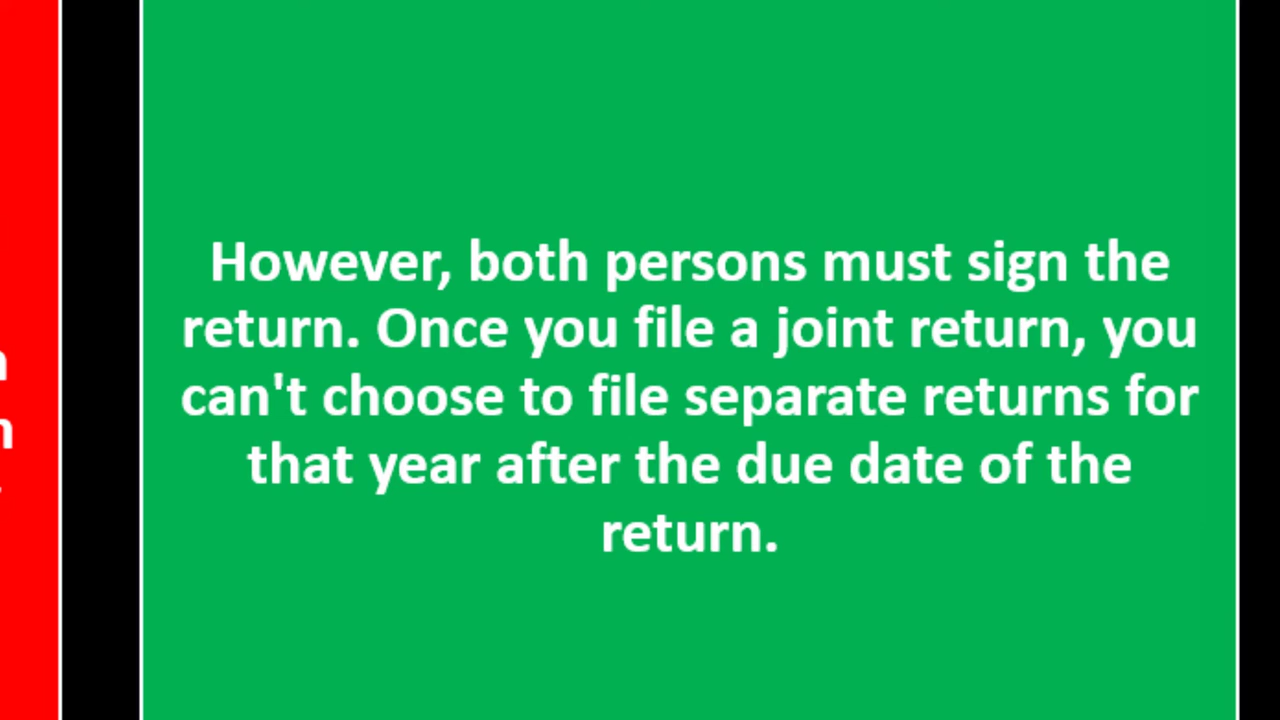 However, both persons must sign the
return. Once you file a joint return, you
can't choose to file separate returns for
that year after the due date of the
return.